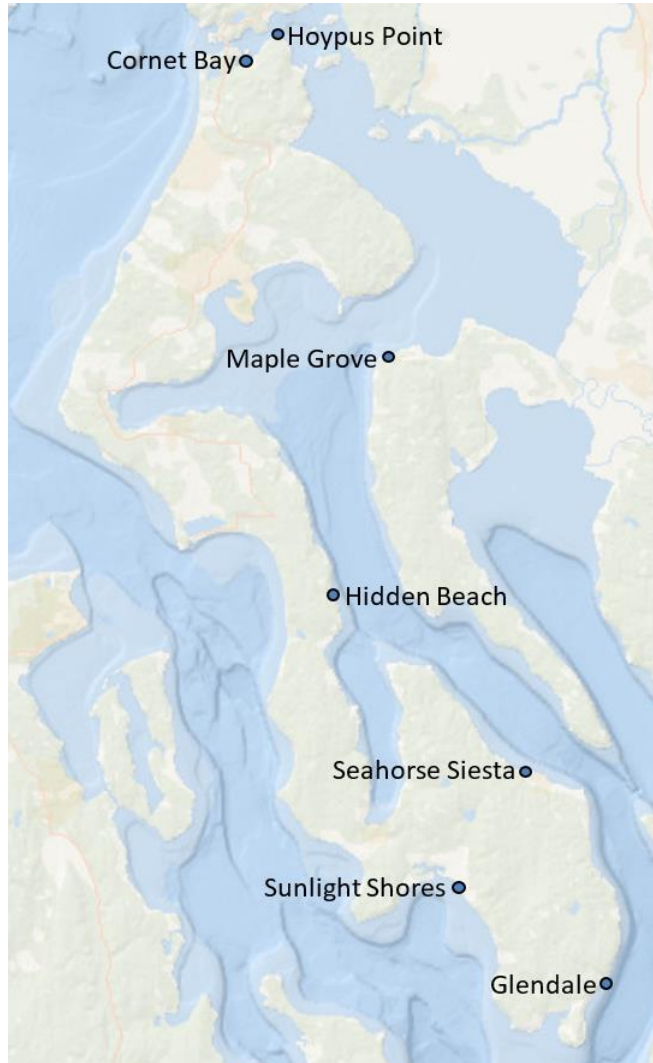 Hoypus Point
Cornet Bay
Maple Grove
Hidden Beach
Seahorse Siesta
Sunlight Shores
Glendale